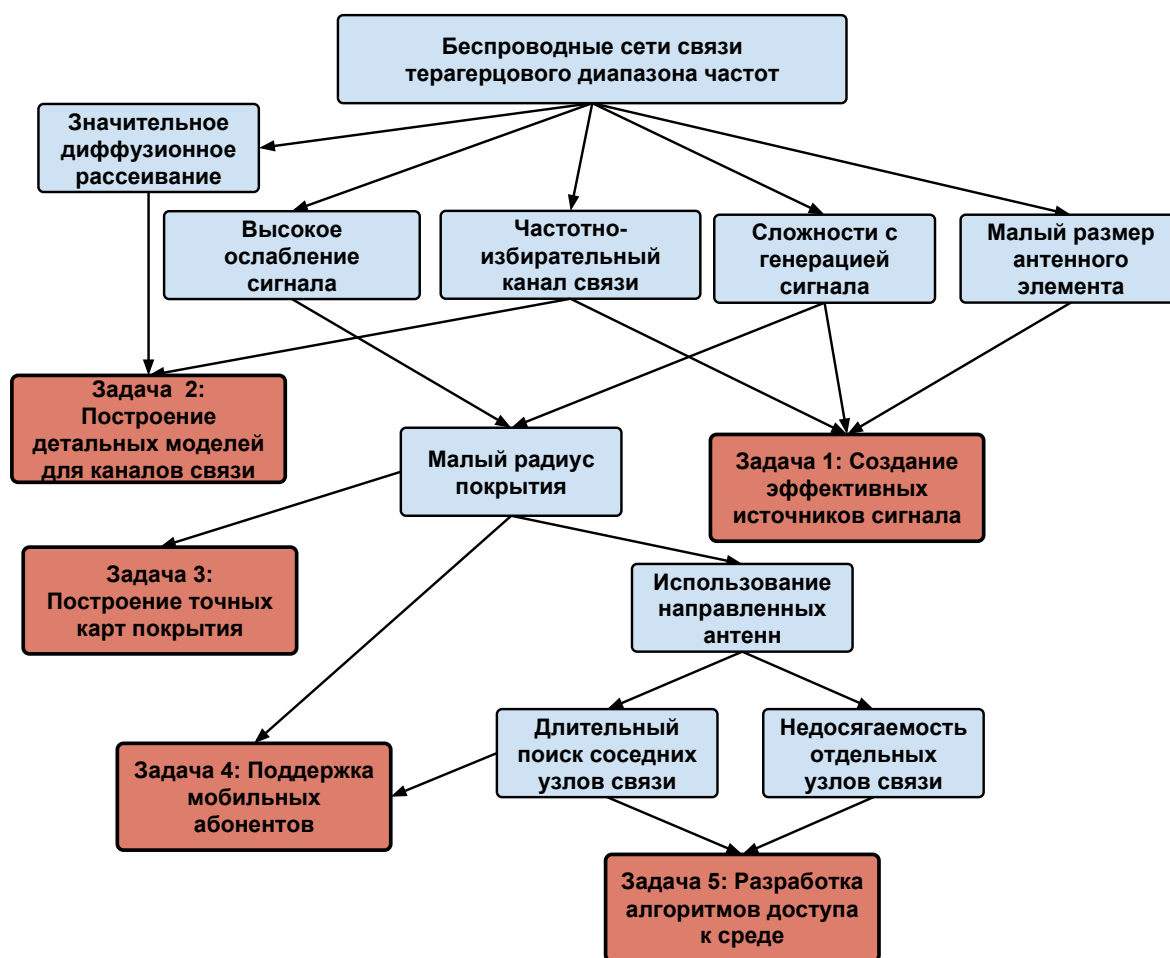 Беспроводные сети связи
терагерцового диапазона частот
Значительное
диффузионное
рассеивание
Высокое
ослабление
сигнала
Частотно-
избирательный
канал связи
Сложности с
генерацией
сигнала
Малый размер
антенного
элемента
Задача 2:
Построение
детальных моделей
для каналов связи
Малый радиус
покрытия
Задача 1: Создание
эффективных
источников сигнала
Задача 3:
Построение точных
карт покрытия
Использование
направленных
антенн
Задача 4: Поддержка
мобильных
абонентов
Длительный
поиск соседних
узлов связи
Недосягаемость
отдельных
узлов связи
Задача 5: Разработка
алгоритмов доступа
к среде